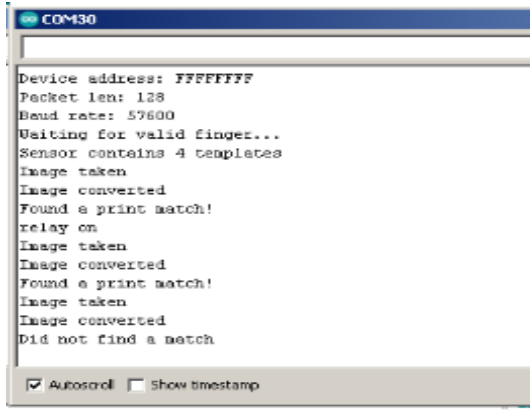 COM30
Device address: FFFFFFFF
Packet len: 128
Baud rate: 57600
Waiting for valid finger...
Sensor contains 4 templates
Image taken
Image converted
Found a print match!
relay on
Image taken
Image converted
Found a print match!
Image taken
Image converted
Did not find a match
Autoscroll Show timestamp